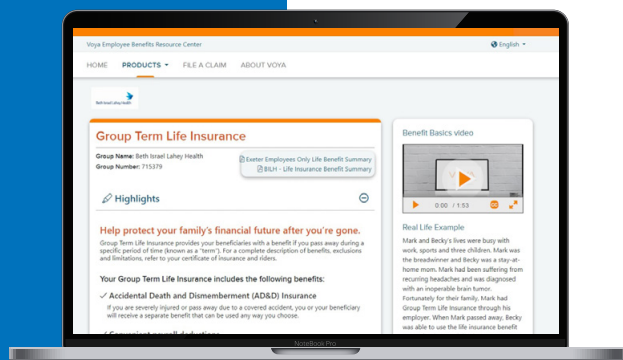 Voya Employee Benefits Resource Center
English
HOME
PRODUCTS
FILE A CLAIM
ABOUT VOYA
Beth Israel Lahey Health
Group Term Life Insurance
Group Name: Beth Israel Lahey Health
Group Number: 715379
Exeter Employees Only Life Benefit Summary
BILH - Life Insurance Benefit Summary
Highlights
Help protect your family's financial future after you're gone.
Group Term Life Insurance provides your beneficiaries with a benefit if you pass away during a
specific period of time (known as a "term"). For a complete description of benefits, exclusions
and limitations, refer to your certificate of insurance and riders.
Your Group Term Life Insurance includes the following benefits:
Accidental Death and Dismemberment (AD&D) Insurance
If you are severely injured or pass away due to a covered accident, you or your beneficiary
will receive a separate benefit that can be used any way you choose.
Convenient payroll deductions
Benefit Basics video
0:00 / 1:53
Real Life Example
Mark and Becky's lives were busy with
work, sports and three children. Mark was
the breadwinner and Becky was a stay-at-
home mom. Mark had been suffering from
recurring headaches and was diagnosed
with an inoperable brain tumor.
Fortunately for their family, Mark had
Group Term Life Insurance through his
employer. When Mark passed away, Becky
was able to use the life insurance benefit
NoteBook Pro